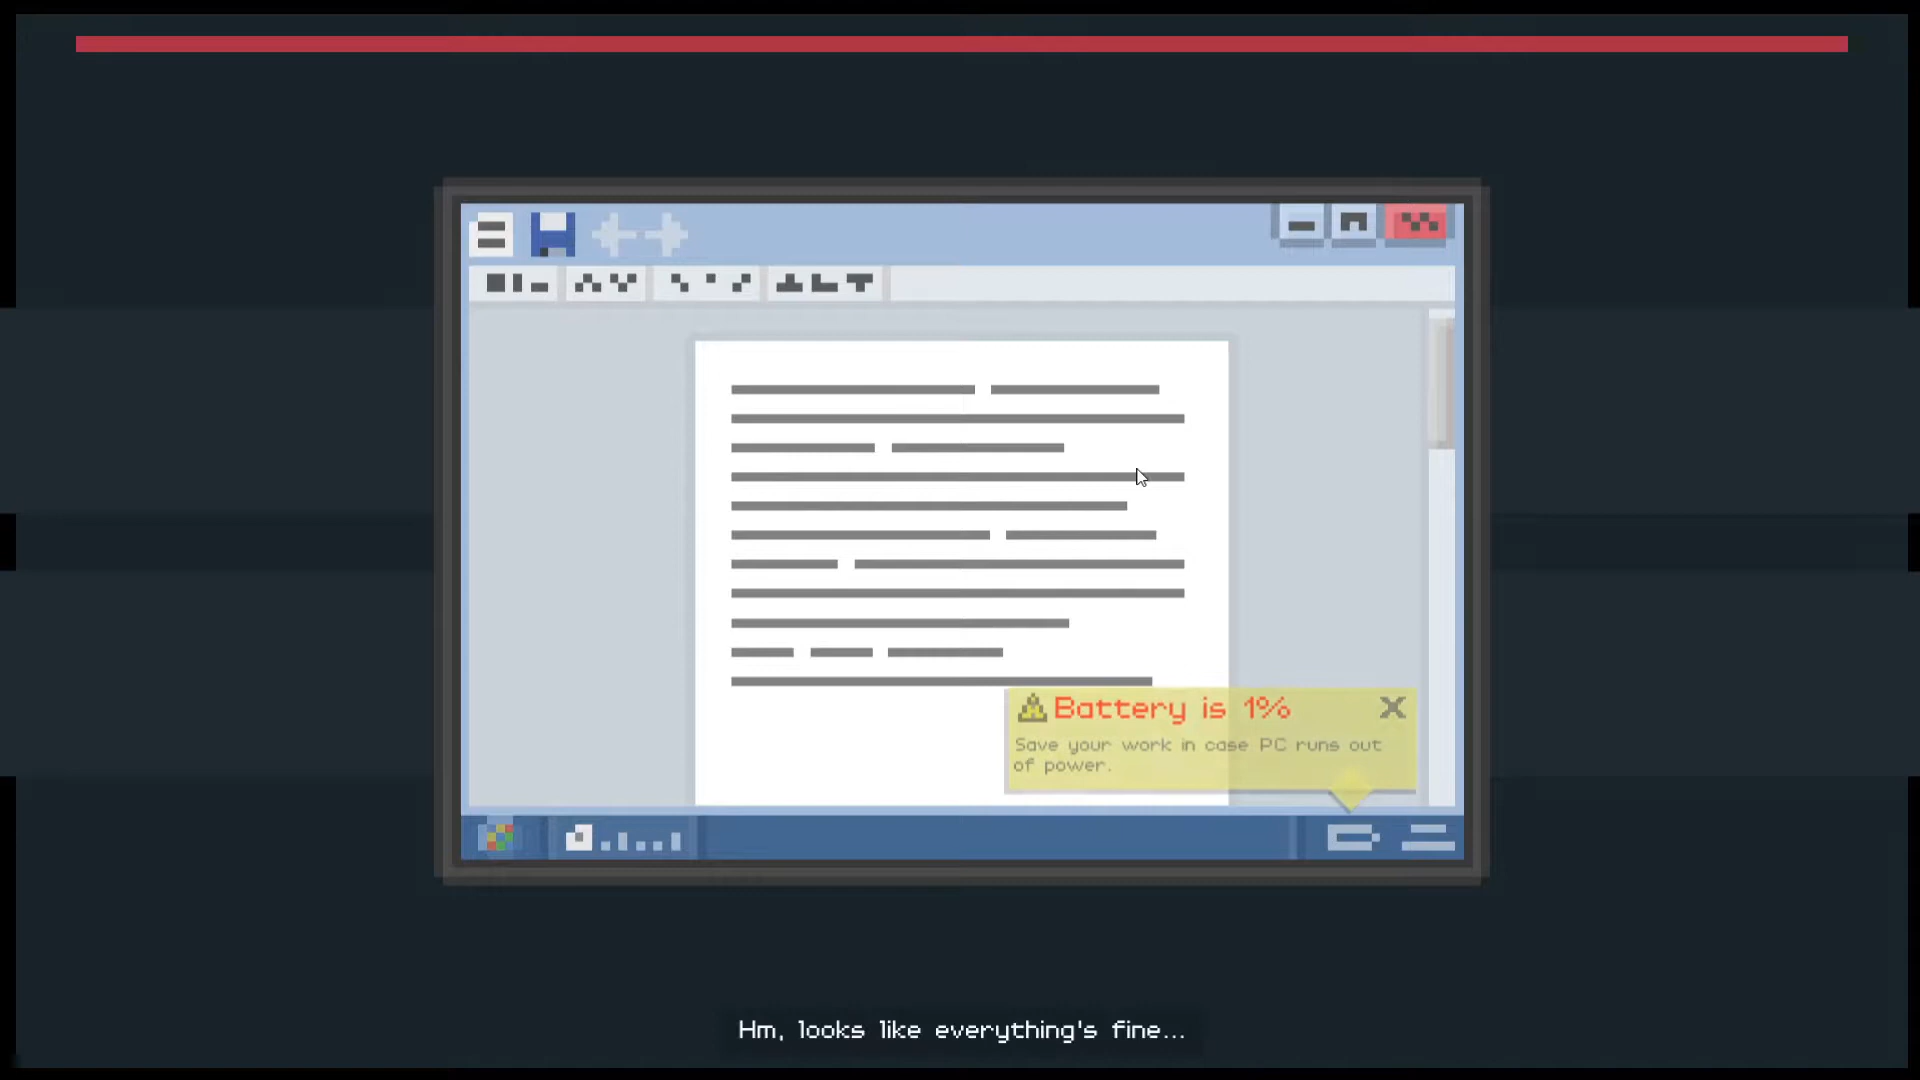 Battery is 1%
Save your work in case PC runs out
of power.
Hm, looks like everything's fine...